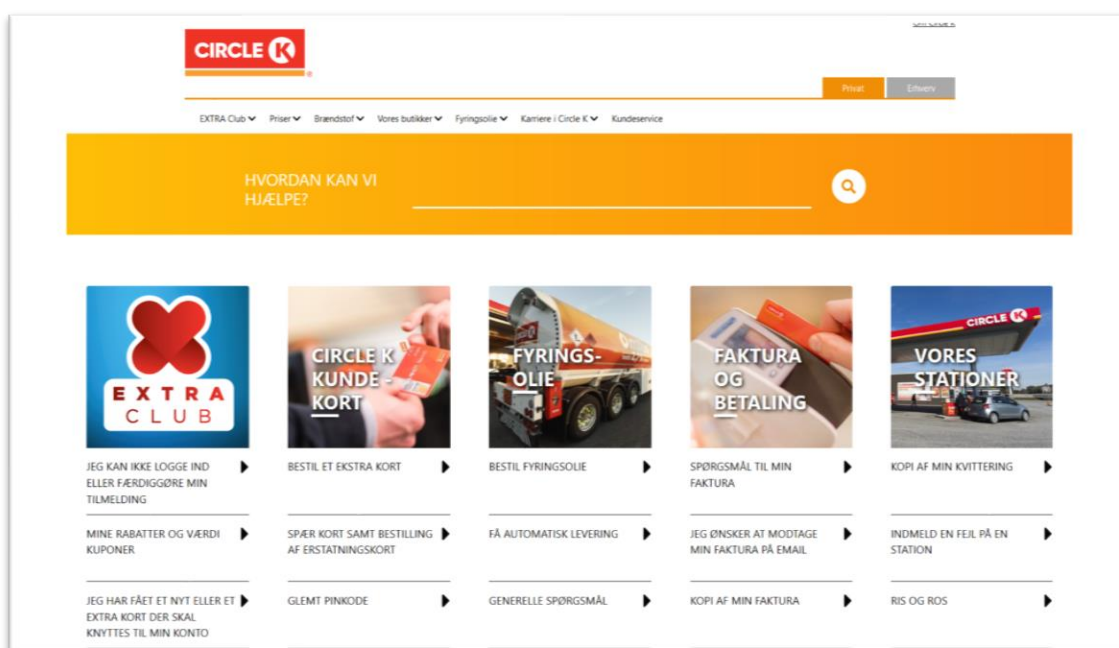 CIRCLE K
Privat
Erhverv
EXTRA Club
Priser
Brændstof
Vores butikker
Fyringsolie
Karriere i Circle K
Kundeservice
HVORDAN KAN VI
HJÆLPE?
EXTRA
CLUB
CIRCLE K
KUNDE-
KORT
FYRINGS-
OLIE
FAKTURA
OG
BETALING
CIRCLE K
VORES
STATIONER
JEG KAN IKKE LOGGE IND
ELLER FÆRDIGGØRE MIN
TILMELDING
BESTIL ET EKSTRA KORT
BESTIL FYRINGSOLIE
SPØRGSMÅL TIL MIN
FAKTURA
KOPI AF MIN KVITTERING
MINE RABATTER OG VÆRDI
KUPONER
SPÆR KORT SAMT BESTILLING
AF ERSTATNINGSKORT
FÅ AUTOMATISK LEVERING
JEG ØNSKER AT MODTAGE
MIN FAKTURA PÅ EMAIL
INDMELD EN FEJL PÅ EN
STATION
JEG HAR FÅET ET NYT ELLER ET
EXTRA KORT DER SKAL
KNYTTES TIL MIN KONTO
GLEMT PINKODE
GENERELLE SPØRGSMÅL
KOPI AF MIN FAKTURA
RIS OG ROS